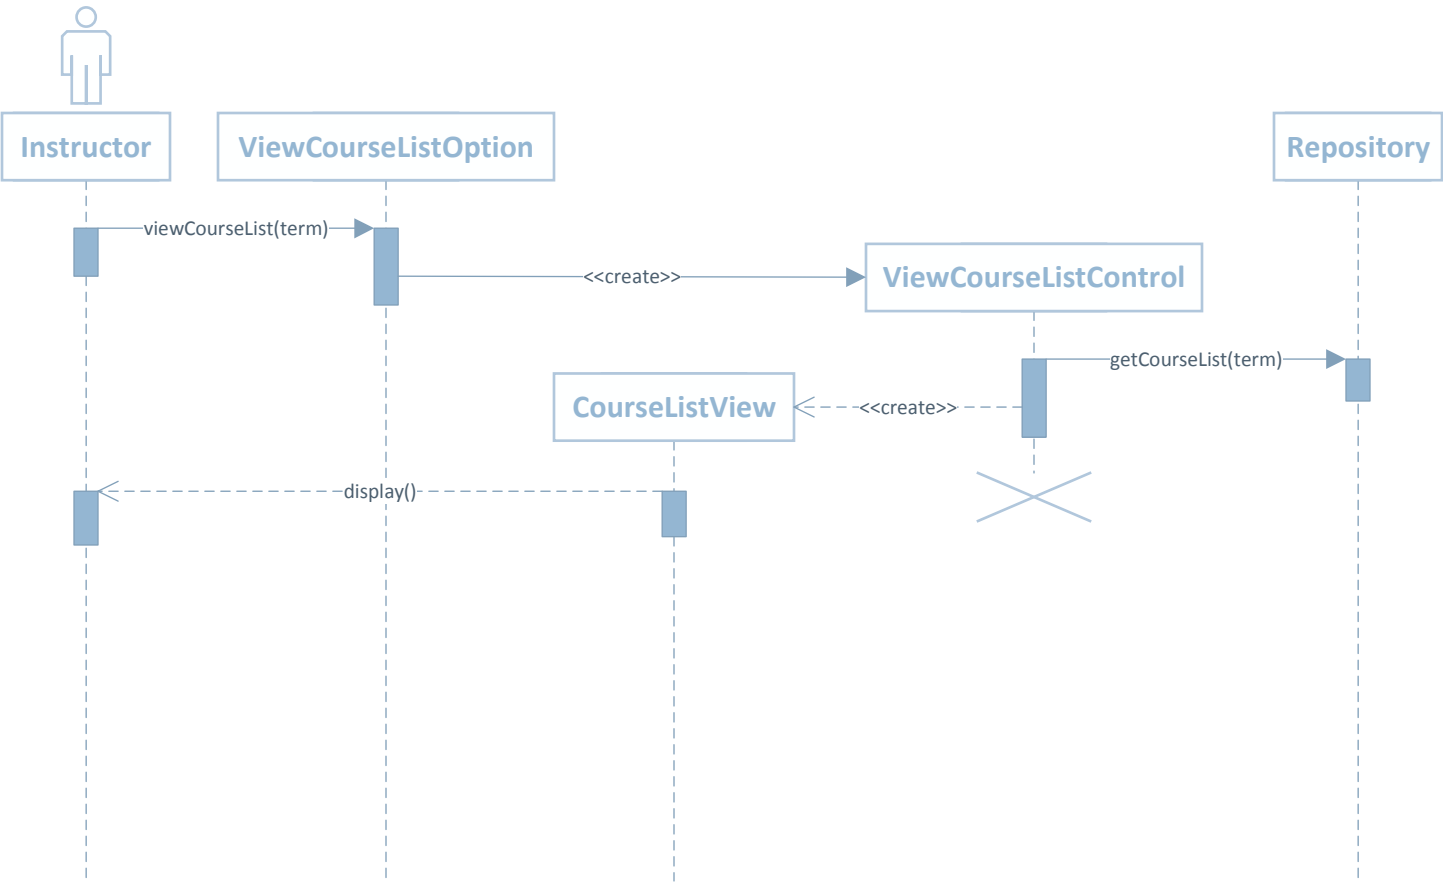 Instructor
ViewCourseListOption
Repository
viewCourseList(term)
<<create>>
ViewCourseListControl
getCourseList(term)
CourseListView
<<create>>
display()